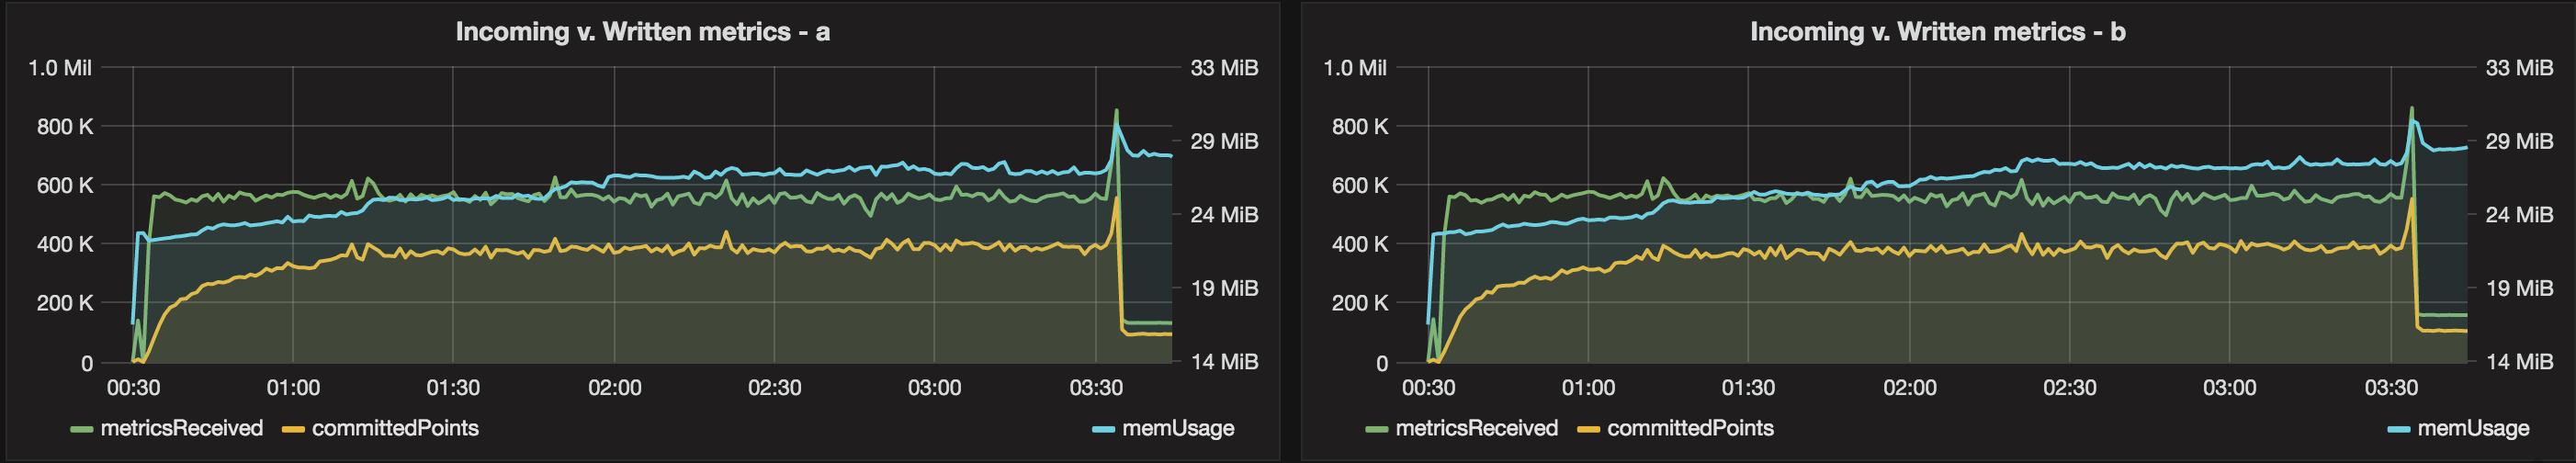 Incoming v. Written metrics - a
1.0 Mil
800 K
600 K
400 K
200 K
0
33 MiB
29 MiB
24 MiB
19 MiB
14 MiB
00:30 01:00 01:30 02:00 02:30 03:00 03:30
metricsReceived committedPoints memUsage
Incoming v. Written metrics - b
1.0 Mil
800 K
600 K
400 K
200 K
0
33 MiB
29 MiB
24 MiB
19 MiB
14 MiB
00:30 01:00 01:30 02:00 02:30 03:00 03:30
metricsReceived committedPoints memUsage